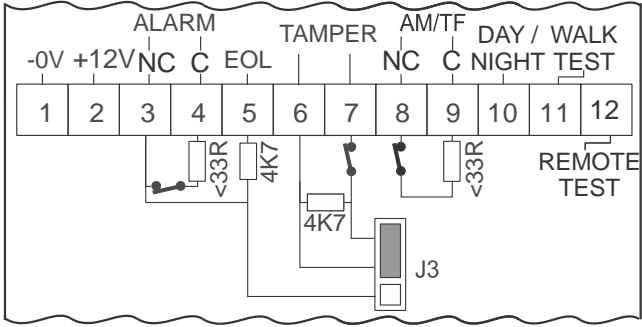 ALARM TAMPER AM/TF DAY / WALK
-0V +12V NC C EOL NC C NIGHT TEST
1 2 3 4 5 6 7 8 9 10 11 12
<33R 4K7 <33R REMOTE
TEST
4K7
J3